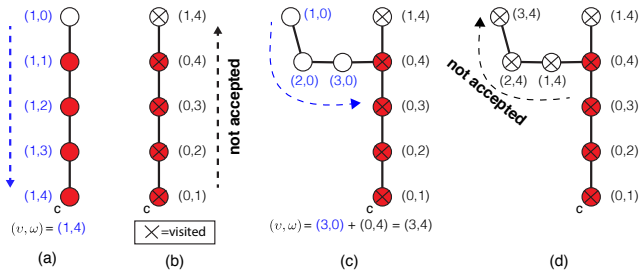 (1,0)
(1,1)
(1,2)
(1,3)
(1,4)
c
(υ,ω) = (1,4)
(a)
(1,4)
(0,4)
(0,3)
(0,2)
(0,1)
c
not accepted
=visited
(b)
(1,0)
(2,0)
(3,0)
(1,4)
(0,4)
(0,3)
(0,2)
(0,1)
c
(υ,ω) = (3,0) + (0,4) = (3,4)
(c)
(3,4)
(2,4)
(1,4)
not accepted
(1,4)
(0,4)
(0,3)
(0,2)
(0,1)
c
(d)